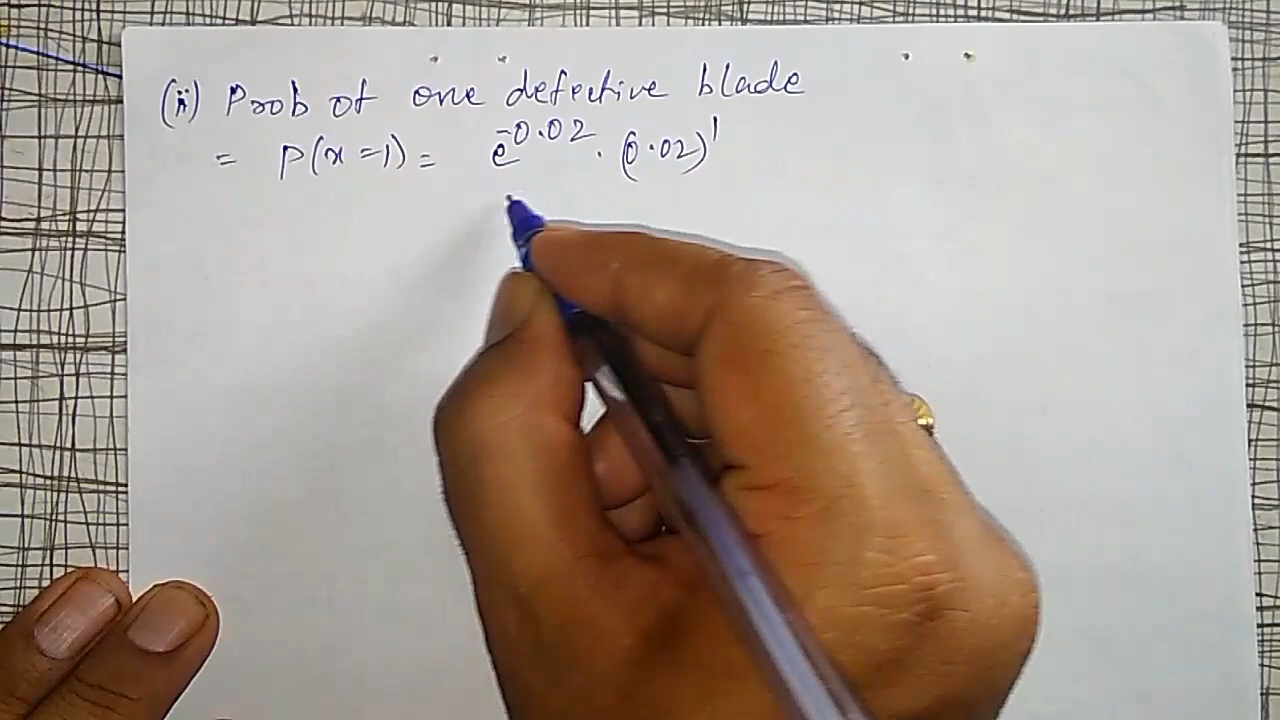 (ii) Prob of one defective blade
= P(x=1) = e^-0.02 . (0.02)^1